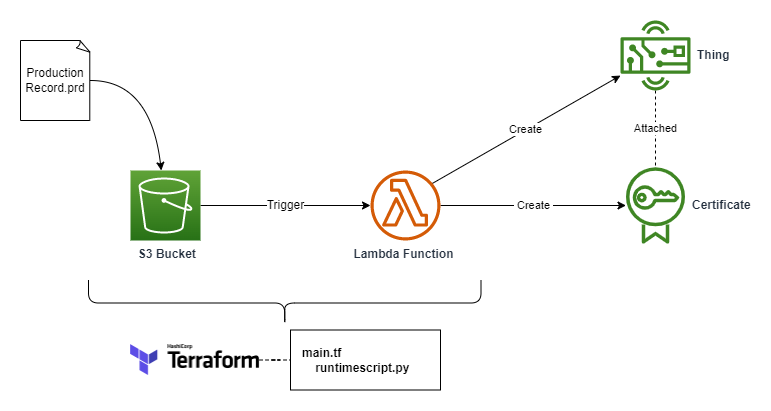 Production
Record.prd
Thing
Create
Attached
Trigger
Create
Certificate
S3 Bucket
Lambda Function
HashiCorp
Terraform
main.tf
runtimescript.py